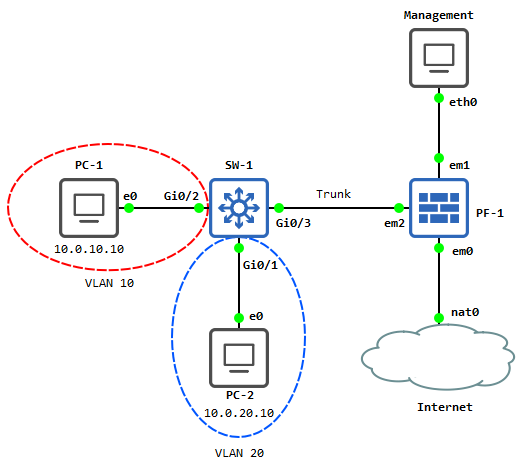 Management
eth0
em1
PC-1
SW-1
e0
Gi0/2
Trunk
Gi0/3
em2
PF-1
10.0.10.10
em0
Gi0/1
VLAN 10
e0
nat0
PC-2
10.0.20.10
Internet
VLAN 20